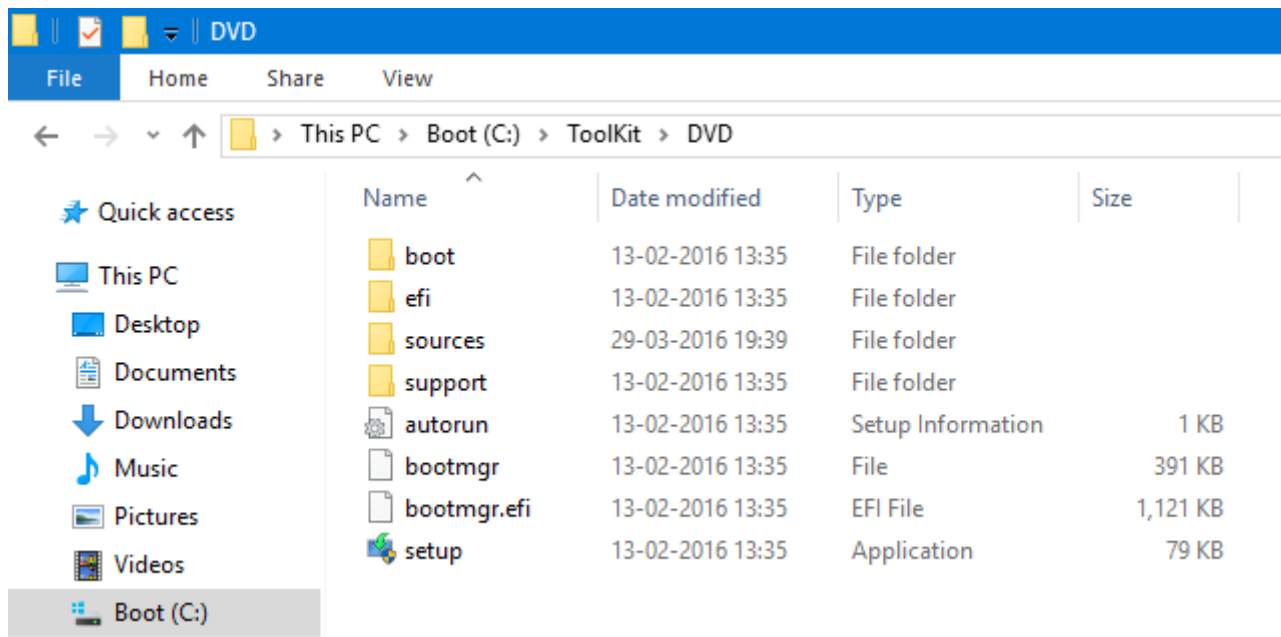 DVD
File Home Share View
This PC > Boot (C:) > ToolKit > DVD
Name Date modified Type Size
Quick access
This PC
Desktop
Documents
Downloads
Music
Pictures
Videos
Boot (C:)
boot 13-02-2016 13:35 File folder
efi 13-02-2016 13:35 File folder
sources 29-03-2016 19:39 File folder
support 13-02-2016 13:35 File folder
autorun 13-02-2016 13:35 Setup Information 1 KB
bootmgr 13-02-2016 13:35 File 391 KB
bootmgr.efi 13-02-2016 13:35 EFI File 1,121 KB
setup 13-02-2016 13:35 Application 79 KB